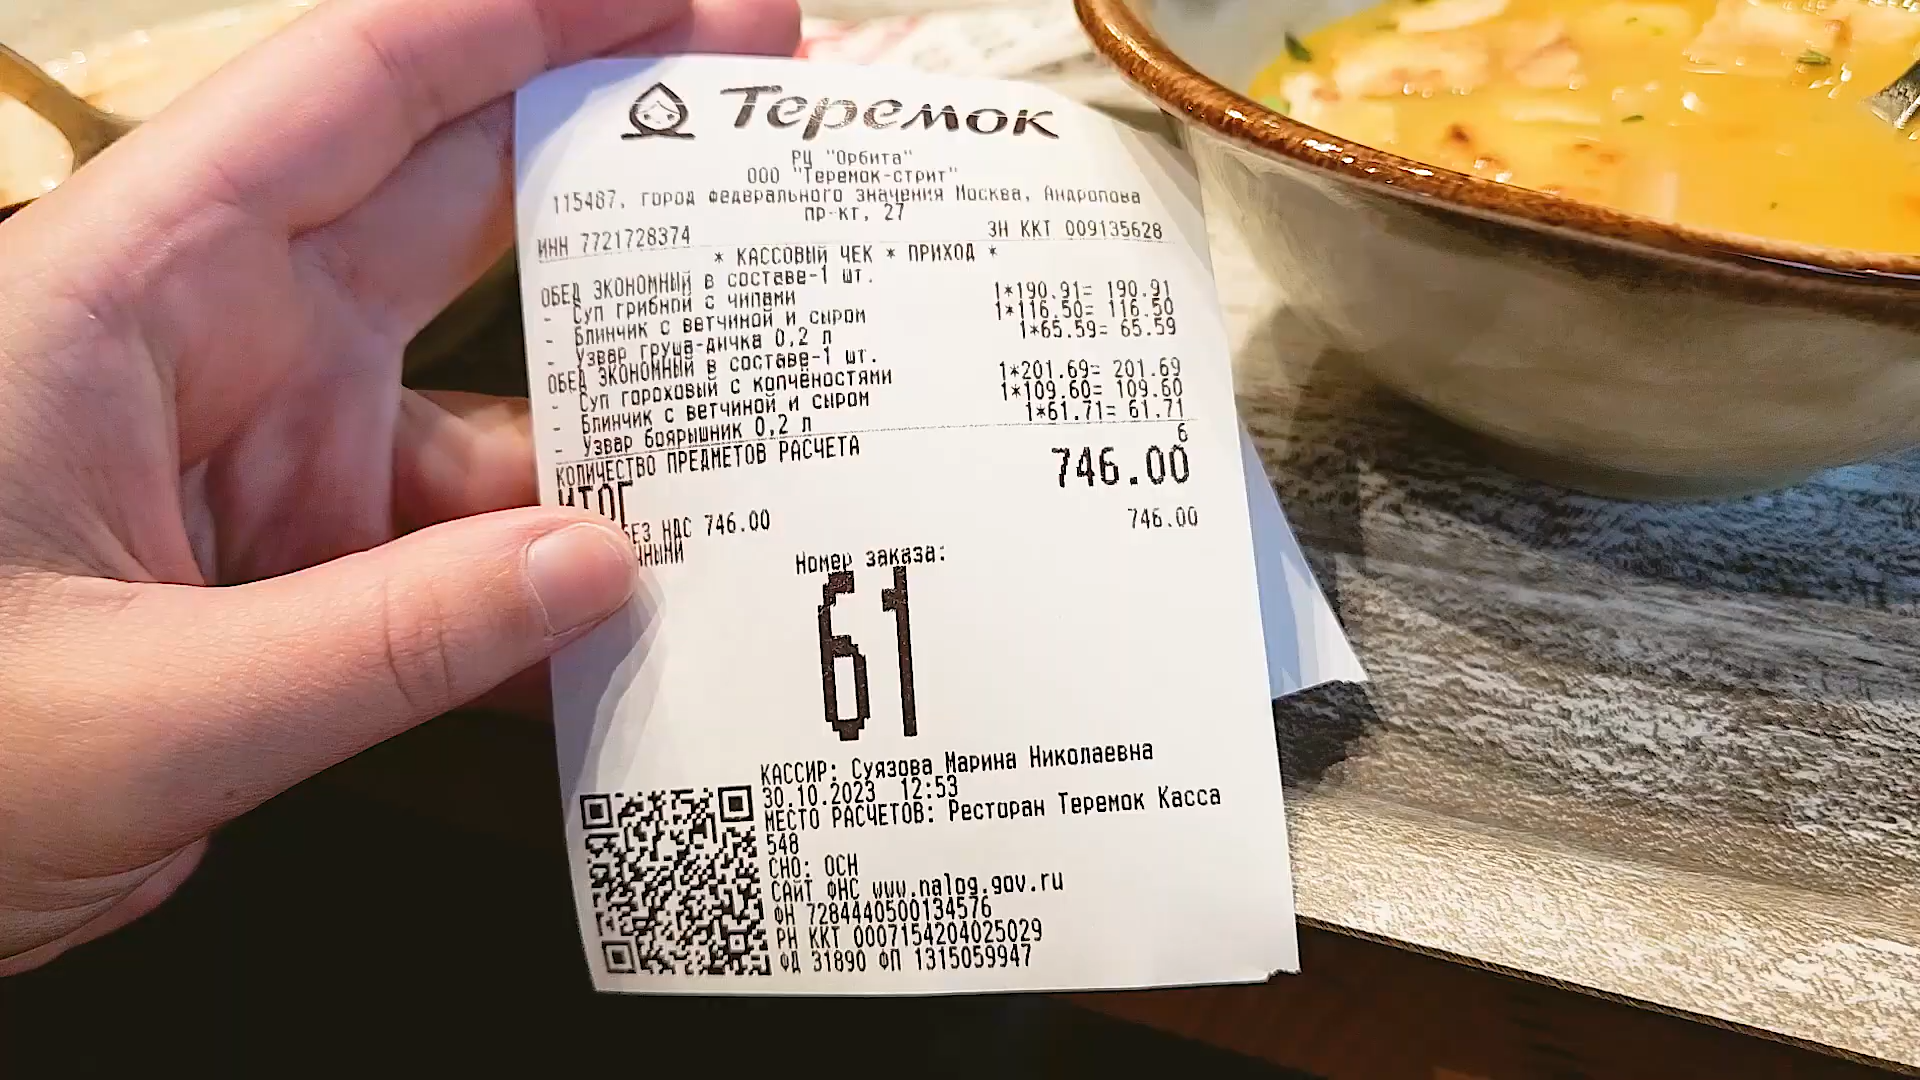 Теремок
РЦ "Орбита"
ООО "Теремок-стрит"
115487, город федерального значения Москва, Андропова
пр-кт, 27
ИНН 7721728374 ЗН ККТ 009135628
* КАССОВЫЙ ЧЕК * ПРИХОД *
ОБЕД ЭКОНОМНЫЙ в составе-1 шт.
- Суп грибной с чипами 1*190.91= 190.91
- Блинчик с ветчиной и сыром 1*116.50= 116.50
- Узвар груша-дичка 0,2 л 1*65.59= 65.59
ОБЕД ЭКОНОМНЫЙ в составе-1 шт.
- Суп гороховый с копчёностями 1*201.69= 201.69
- Блинчик с ветчиной и сыром 1*109.60= 109.60
- Узвар боярышник 0,2 л 1*61.71= 61.71
КОЛИЧЕСТВО ПРЕДМЕТОВ РАСЧЕТА 6
ИТОГ 746.00
БЕЗ НДС 746.00 746.00
Номер заказа:
61
КАССИР: Суязова Марина Николаевна
30.10.2023 12:53
МЕСТО РАСЧЕТОВ: Ресторан Теремок Касса
548
СНО: ОСН
САЙТ ФНС www.nalog.gov.ru
ФН 7284440500134576
РН ККТ 0007154204025029
ФД 31890 ФП 1315059947